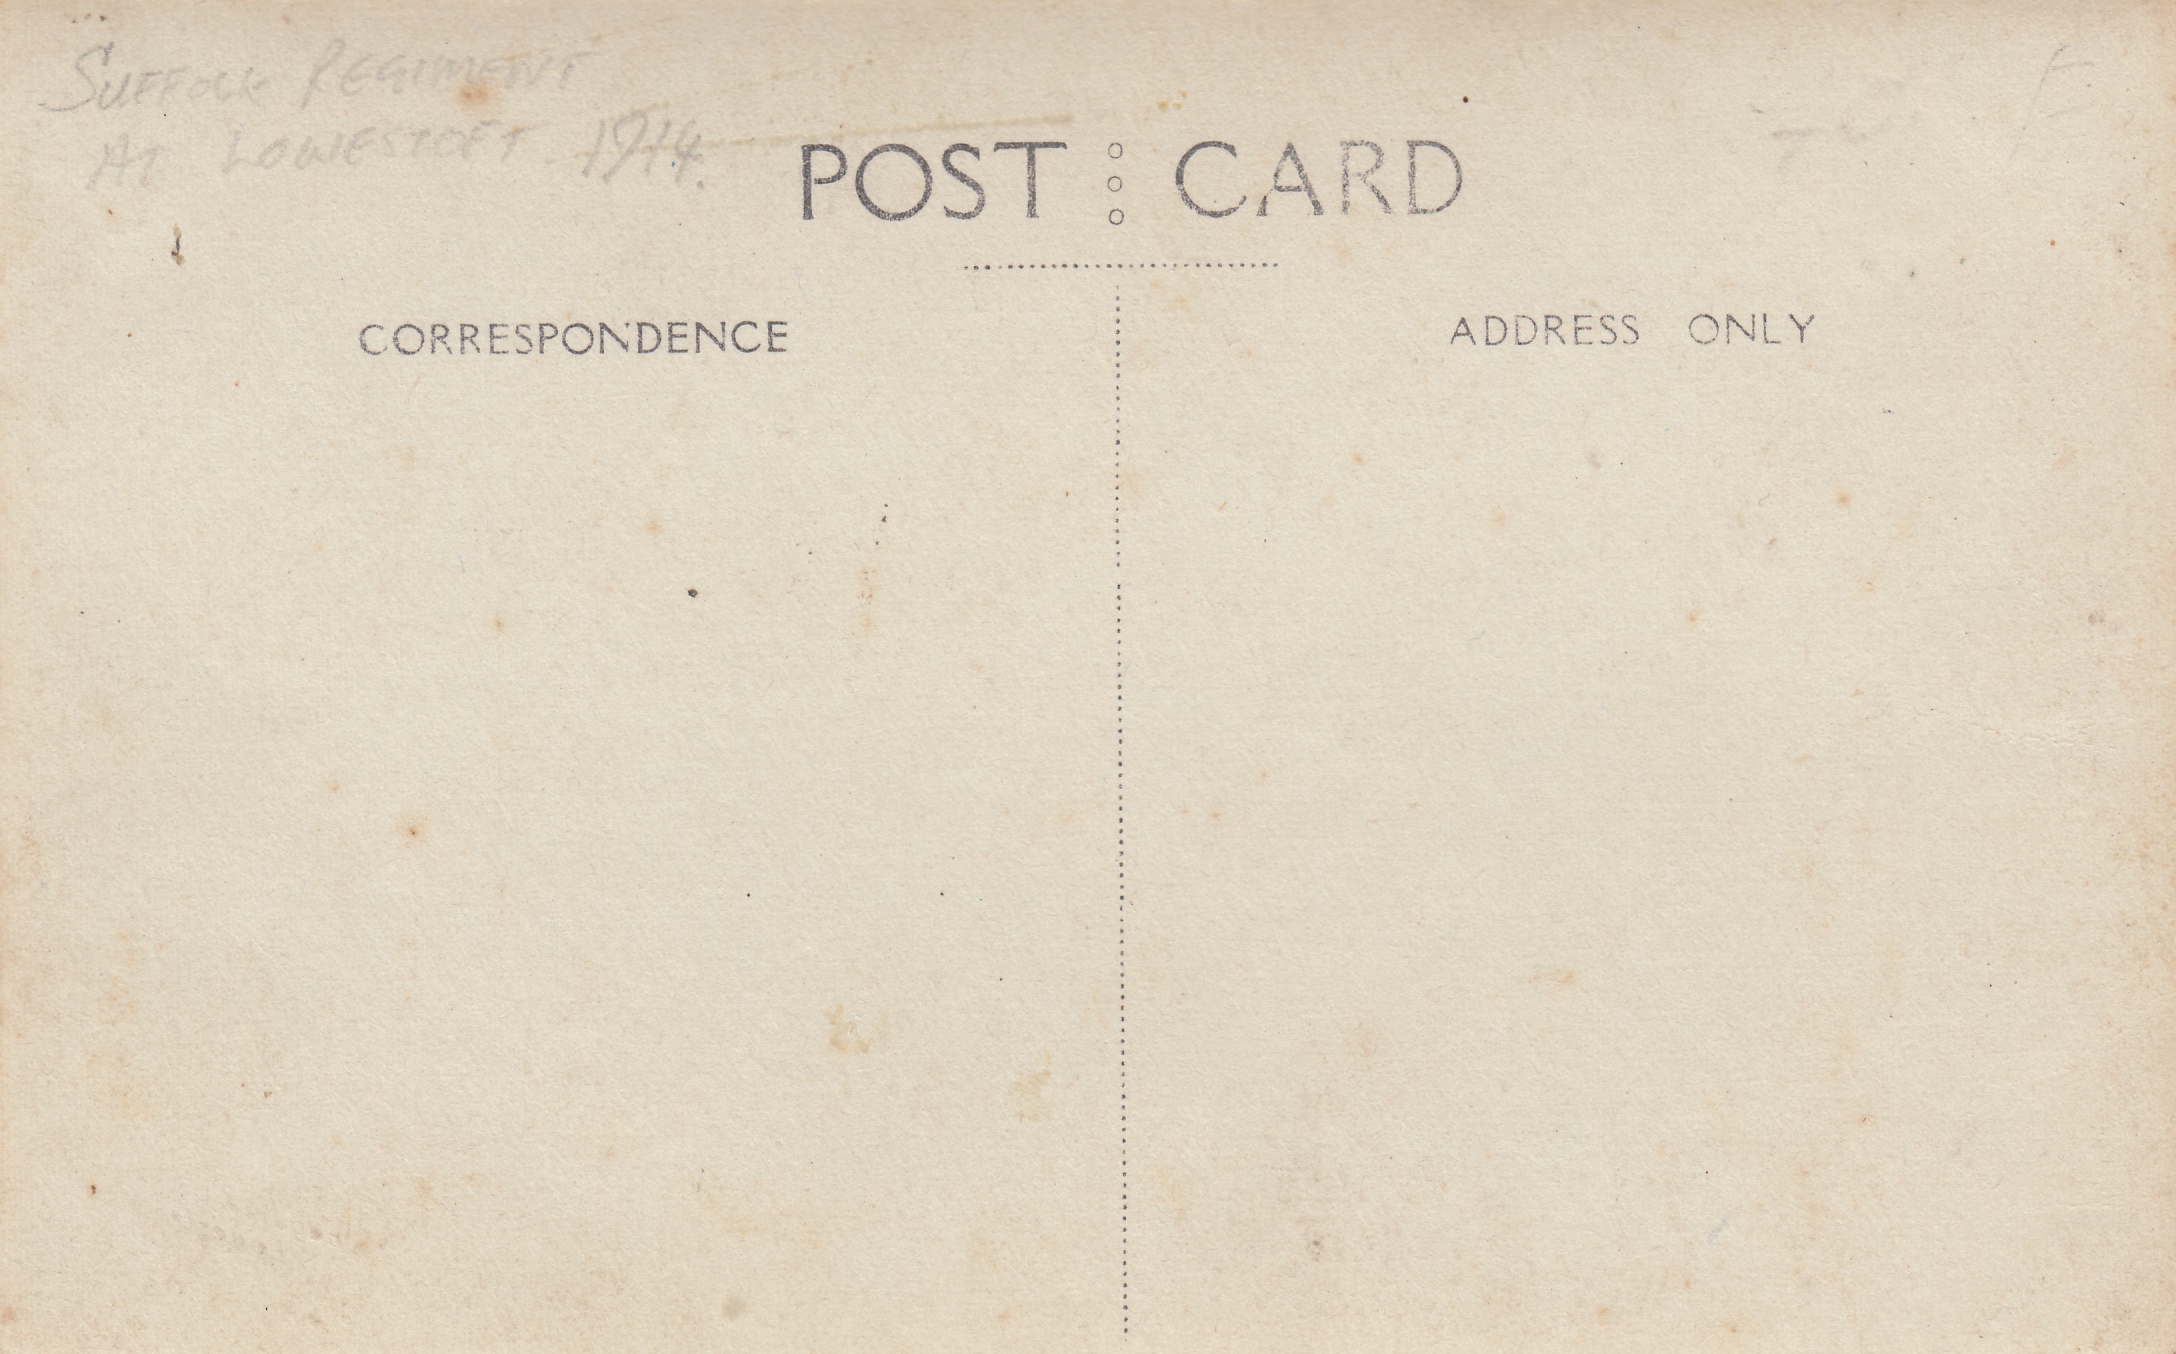 SUFFOLK REGIMENT
AT LOWESTOFT 1914.
POST CARD
CORRESPONDENCE
ADDRESS ONLY